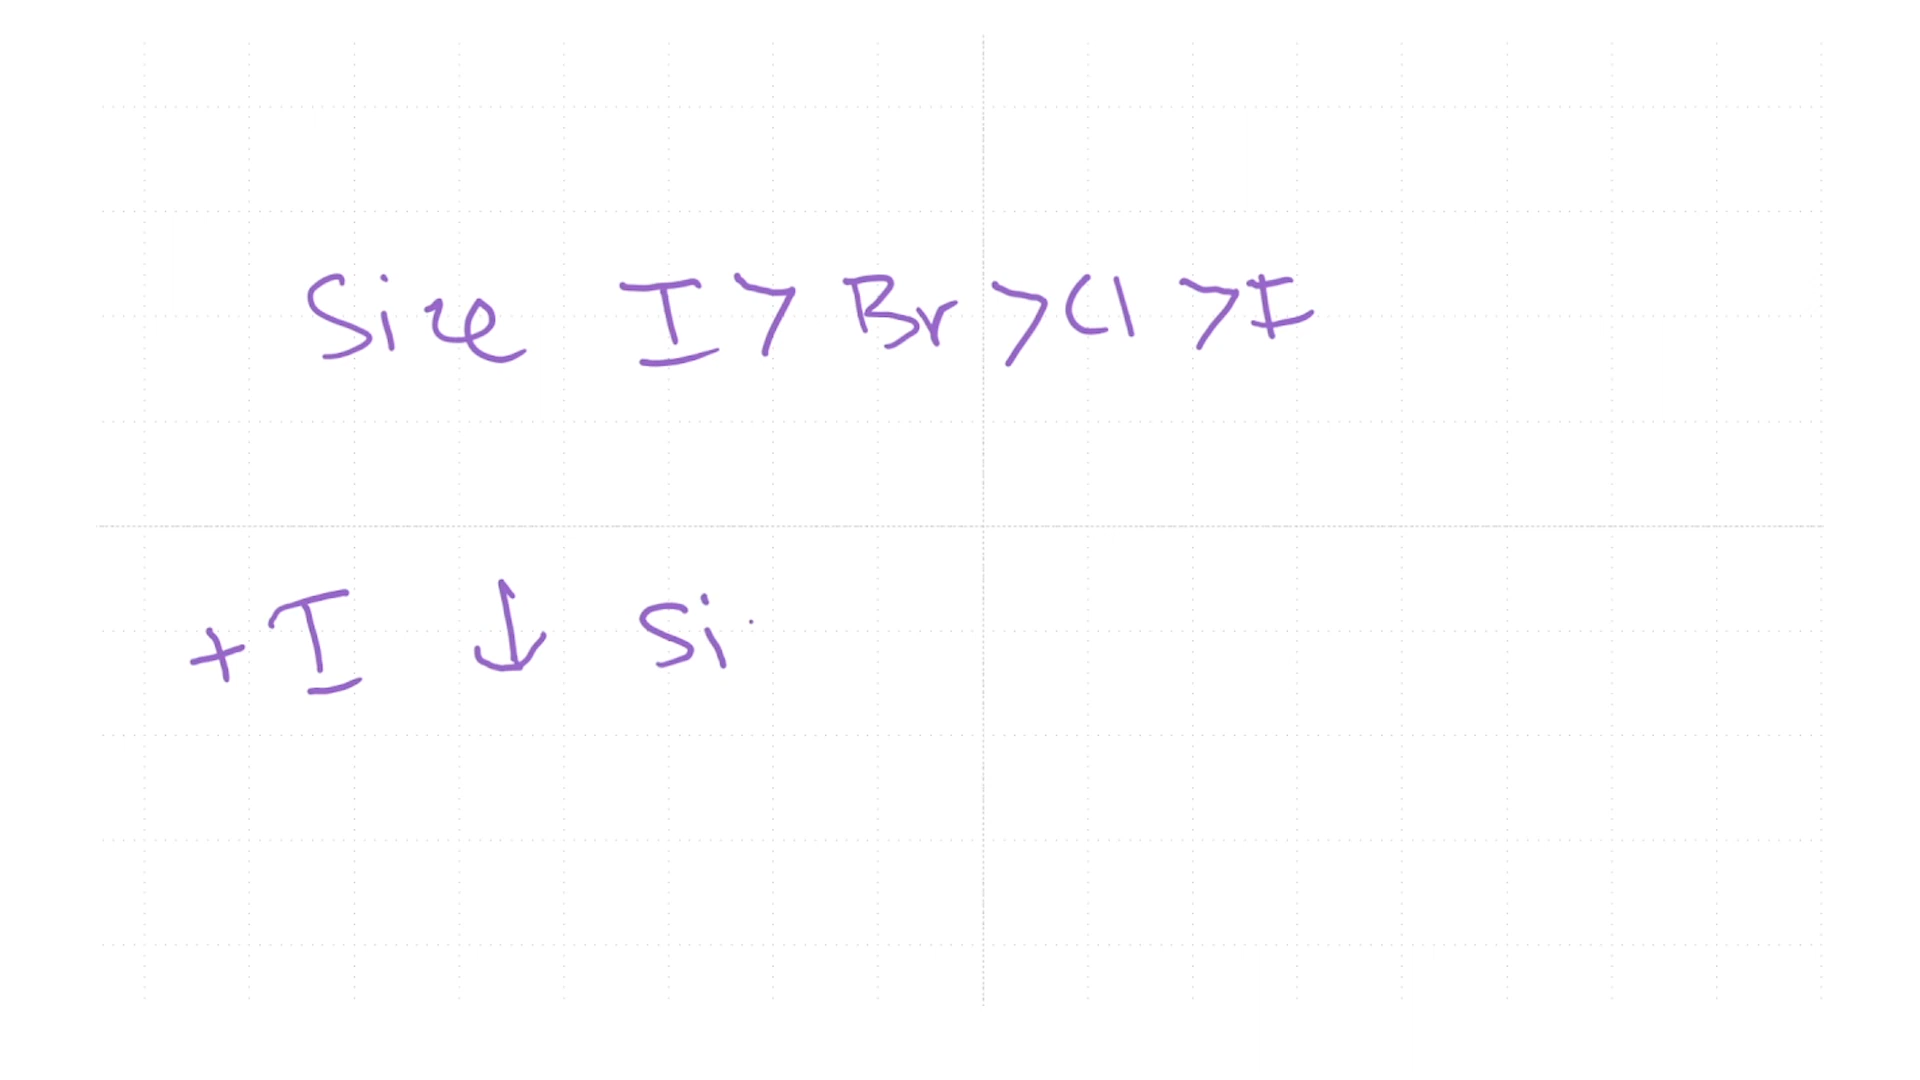 Size I > Br > Cl > F
+I ↓ Si